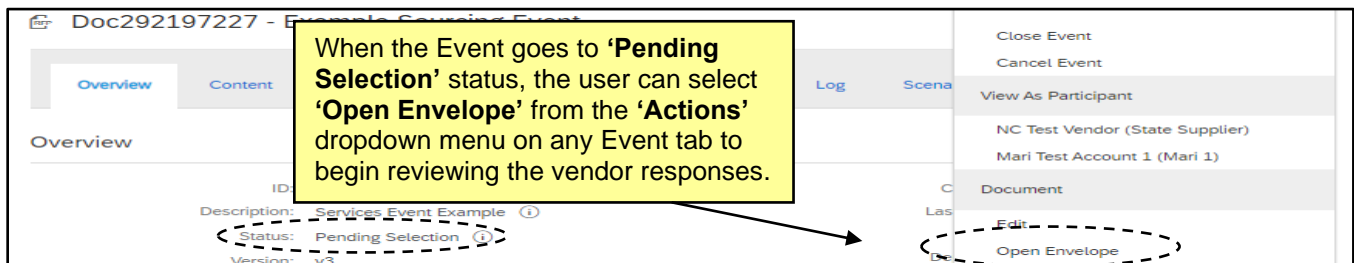 Doc292197227 - Example Sourcing Event
When the Event goes to ‘Pending
Selection’ status, the user can select
‘Open Envelope’ from the ‘Actions’
dropdown menu on any Event tab to
begin reviewing the vendor responses.
Close Event
Cancel Event
Overview Content Log
View As Participant
NC Test Vendor (State Supplier)
Mari Test Account 1 (Mari 1)
Overview
ID:
Document
Description: Services Event Example
Edit
Status: Pending Selection
Open Envelope
Version: v3